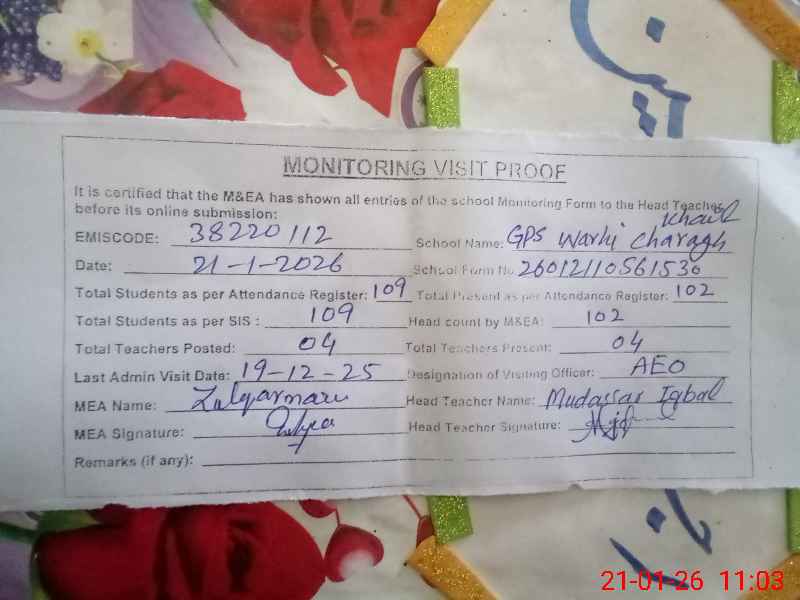 MONITORING VISIT PROOF
It is certified that the M&EA has shown all entries of the school Monitoring Form to the Head Teacher
before its online submission:
EMISCODE: 38220112 School Name: GPS Warhi Charagh Khail
Date: 21-1-2026 School Form No 26012110561530
Total Students as per Attendance Register: 109 Total Present as per Attendance Register: 102
Total Students as per SIS : 109 Head count by M&EA: 102
Total Teachers Posted: 04 Total Teachers Present: 04
Last Admin Visit Date: 19-12-25 Designation of Visiting Officer: AEO
MEA Name: Head Teacher Name: Mudassar Iqbal
MEA Signature: Head Teacher Signature:
Remarks (if any):
21-01-26 11:03